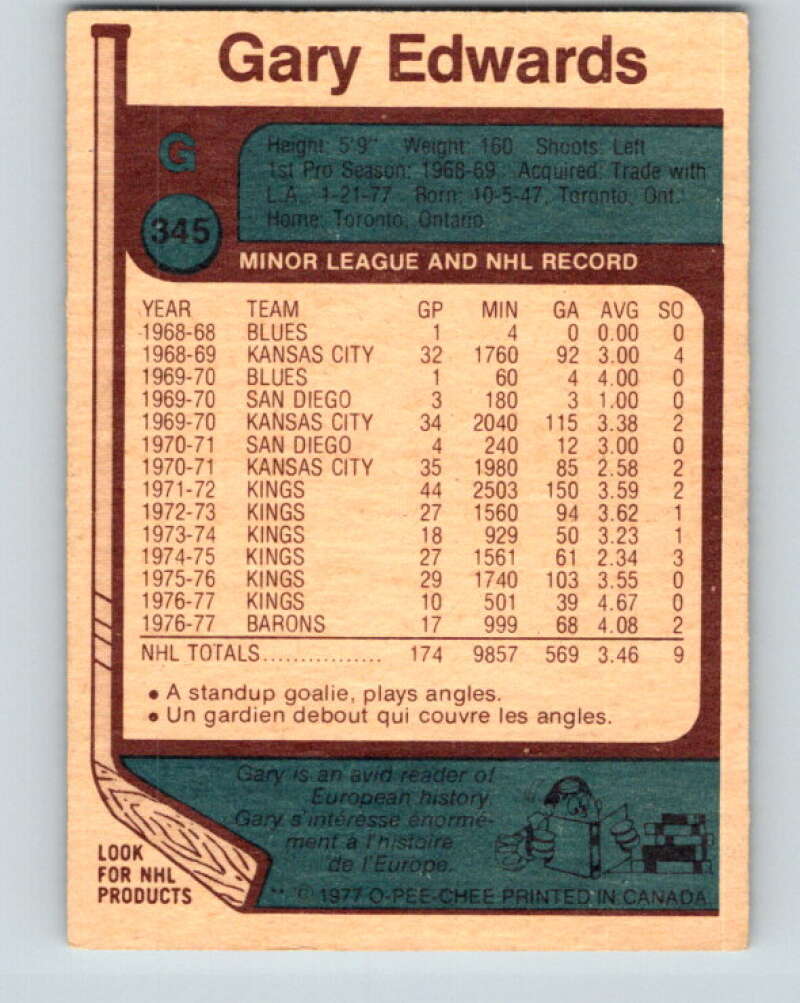 Gary Edwards
G
Height: 5'9" Weight: 160 Shoots: Left
1st Pro Season: 1968-69 Acquired: Trade with
L.A. 1-21-77 Born: 10-5-47, Toronto, Ont.
Home: Toronto, Ontario
345
MINOR LEAGUE AND NHL RECORD
YEAR TEAM GP MIN GA AVG SO
1968-68 BLUES 1 4 0 0.00 0
1968-69 KANSAS CITY 32 1760 92 3.00 4
1969-70 BLUES 1 60 4 4.00 0
1969-70 SAN DIEGO 3 180 3 1.00 0
1969-70 KANSAS CITY 34 2040 115 3.38 2
1970-71 SAN DIEGO 4 240 12 3.00 0
1970-71 KANSAS CITY 35 1980 85 2.58 2
1971-72 KINGS 44 2503 150 3.59 2
1972-73 KINGS 27 1560 94 3.62 1
1973-74 KINGS 18 929 50 3.23 1
1974-75 KINGS 27 1561 61 2.34 3
1975-76 KINGS 29 1740 103 3.55 0
1976-77 KINGS 10 501 39 4.67 0
1976-77 BARONS 17 999 68 4.08 2
NHL TOTALS................ 174 9857 569 3.46 9
• A standup goalie, plays angles.
• Un gardien debout qui couvre les angles.
Gary is an avid reader of
European history.
Gary s'intéresse énormé-
ment à l'histoire
de l'Europe.
LOOK
FOR NHL
PRODUCTS
** © 1977 O-PEE-CHEE PRINTED IN CANADA